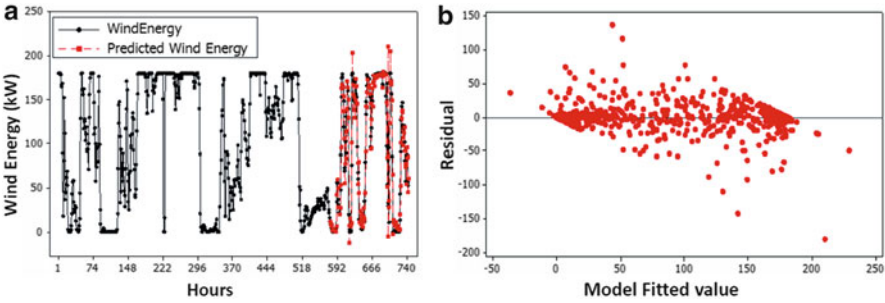 a
250
200
150
100
50
0
Wind Energy (kW)
WindEnergy
Predicted Wind Energy
1 74 148 222 296 370 444 518 592 666 740
Hours
b
150
100
50
0
-50
-100
-150
-200
Residual
-50 0 50 100 150 200 250
Model Fitted value